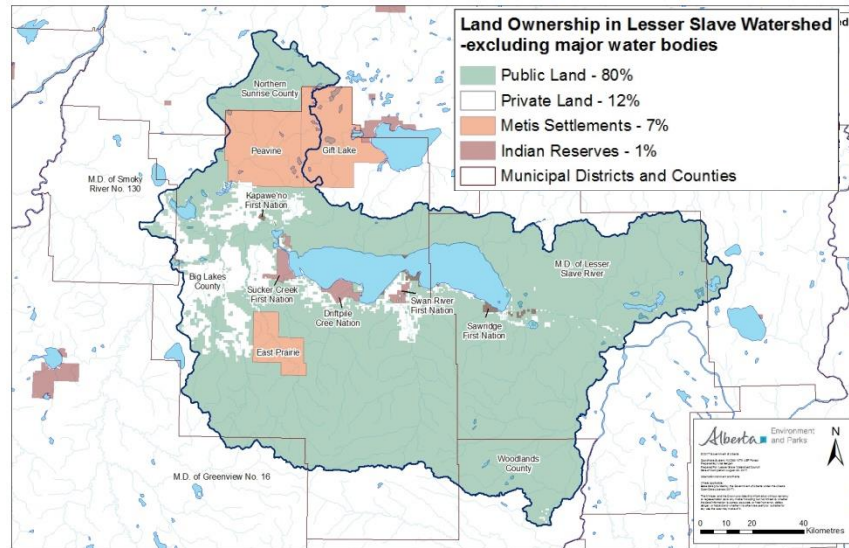 Land Ownership in Lesser Slave Watershed
-excluding major water bodies
Public Land - 80%
Private Land - 12%
Metis Settlements - 7%
Indian Reserves - 1%
Municipal Districts and Counties
Northern
Sunrise County
Peavine
Gift Lake
M.D. of Smoky
River No. 130
Kapawe'no
First Nation
Big Lakes
County
Sucker Creek
First Nation
Driftpile
Cree Nation
Swan River
First Nation
Sawridge
First Nation
M.D. of Lesser
Slave River
East Prairie
Woodlands
County
M.D. of Greenview No. 16
Alberta Environment
and Parks
N
0 10 20 40
Kilometres